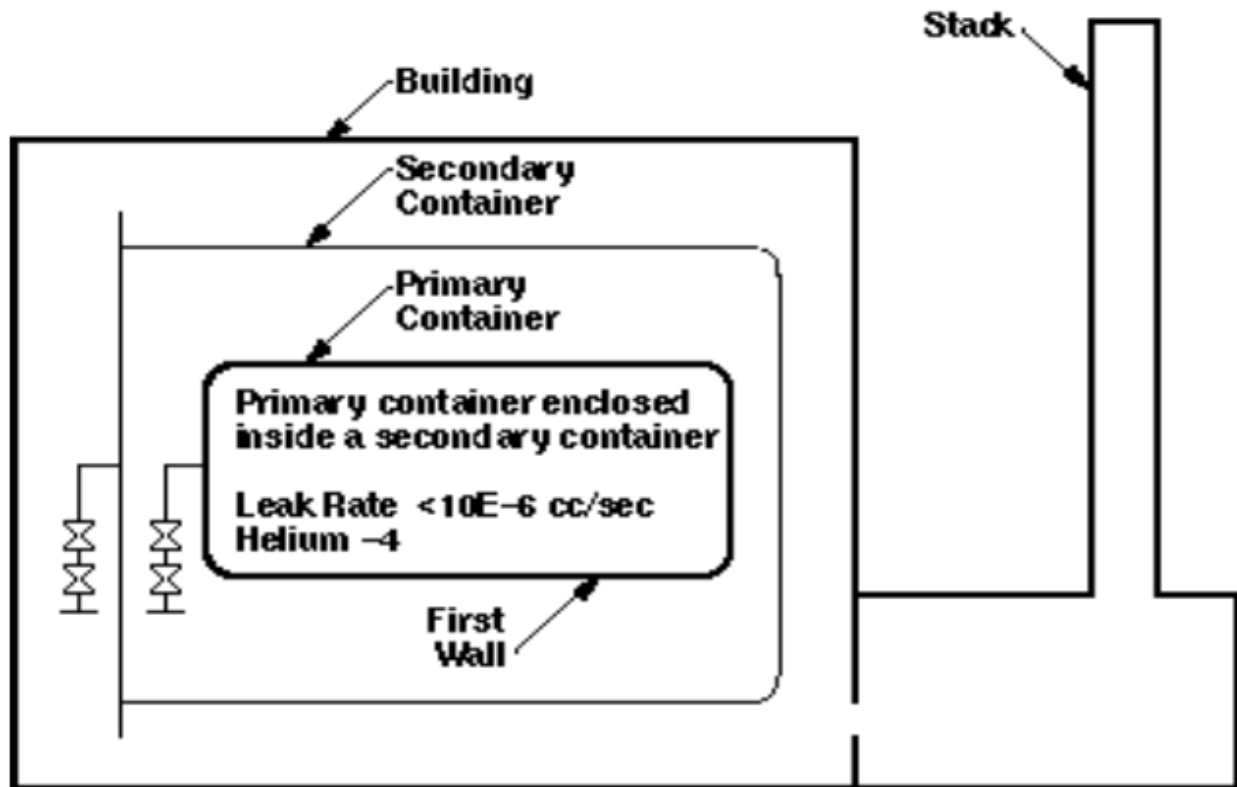 Stack
Building
Secondary
Container
Primary
Container
Primary container enclosed
inside a secondary container
Leak Rate <10E-6 cc/sec
Helium -4
First
Wall